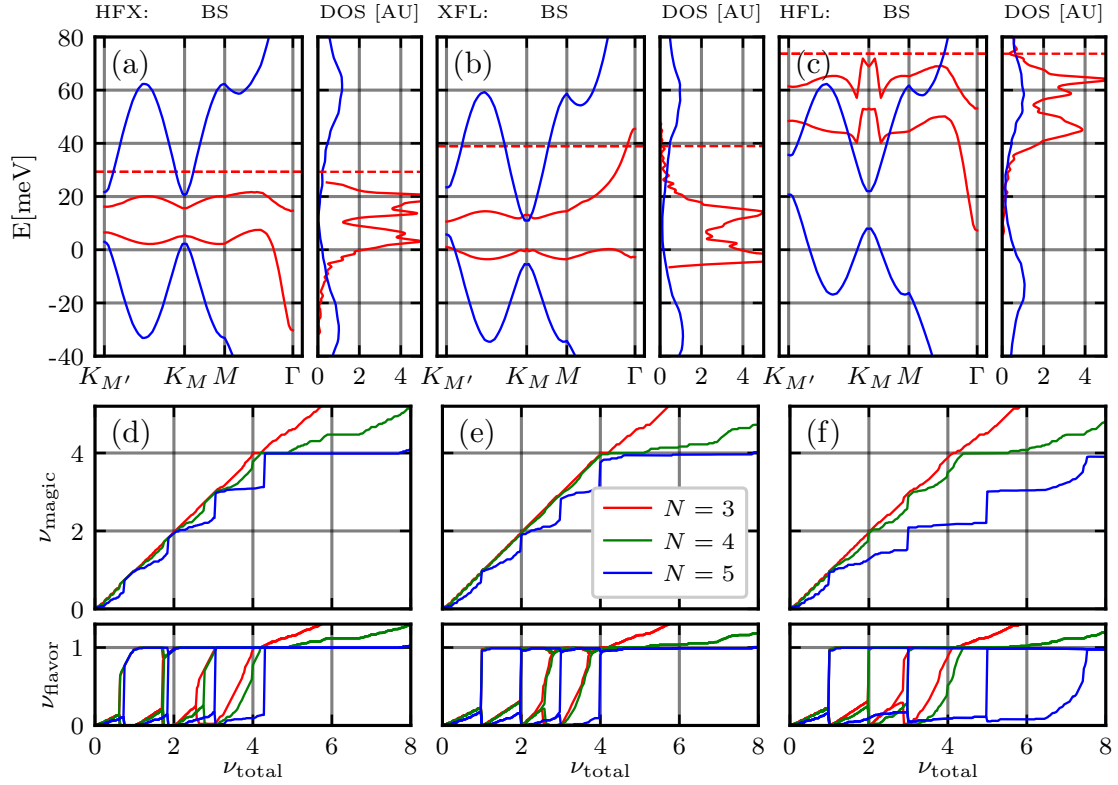 HFX: BS DOS [AU] XFL: BS DOS [AU] HFL: BS DOS [AU]
E[meV]
80
60
40
20
0
-20
-40
(a) (b) (c)
K_{M'} K_M M Γ 0 2 4 K_{M'} K_M M Γ 0 2 4 K_{M'} K_M M Γ 0 2 4
ν_magic
4
2
0
(d) (e) (f)
N = 3
N = 4
N = 5
ν_flavor
1
0
0 2 4 6 8 0 2 4 6 8 0 2 4 6 8
ν_total ν_total ν_total